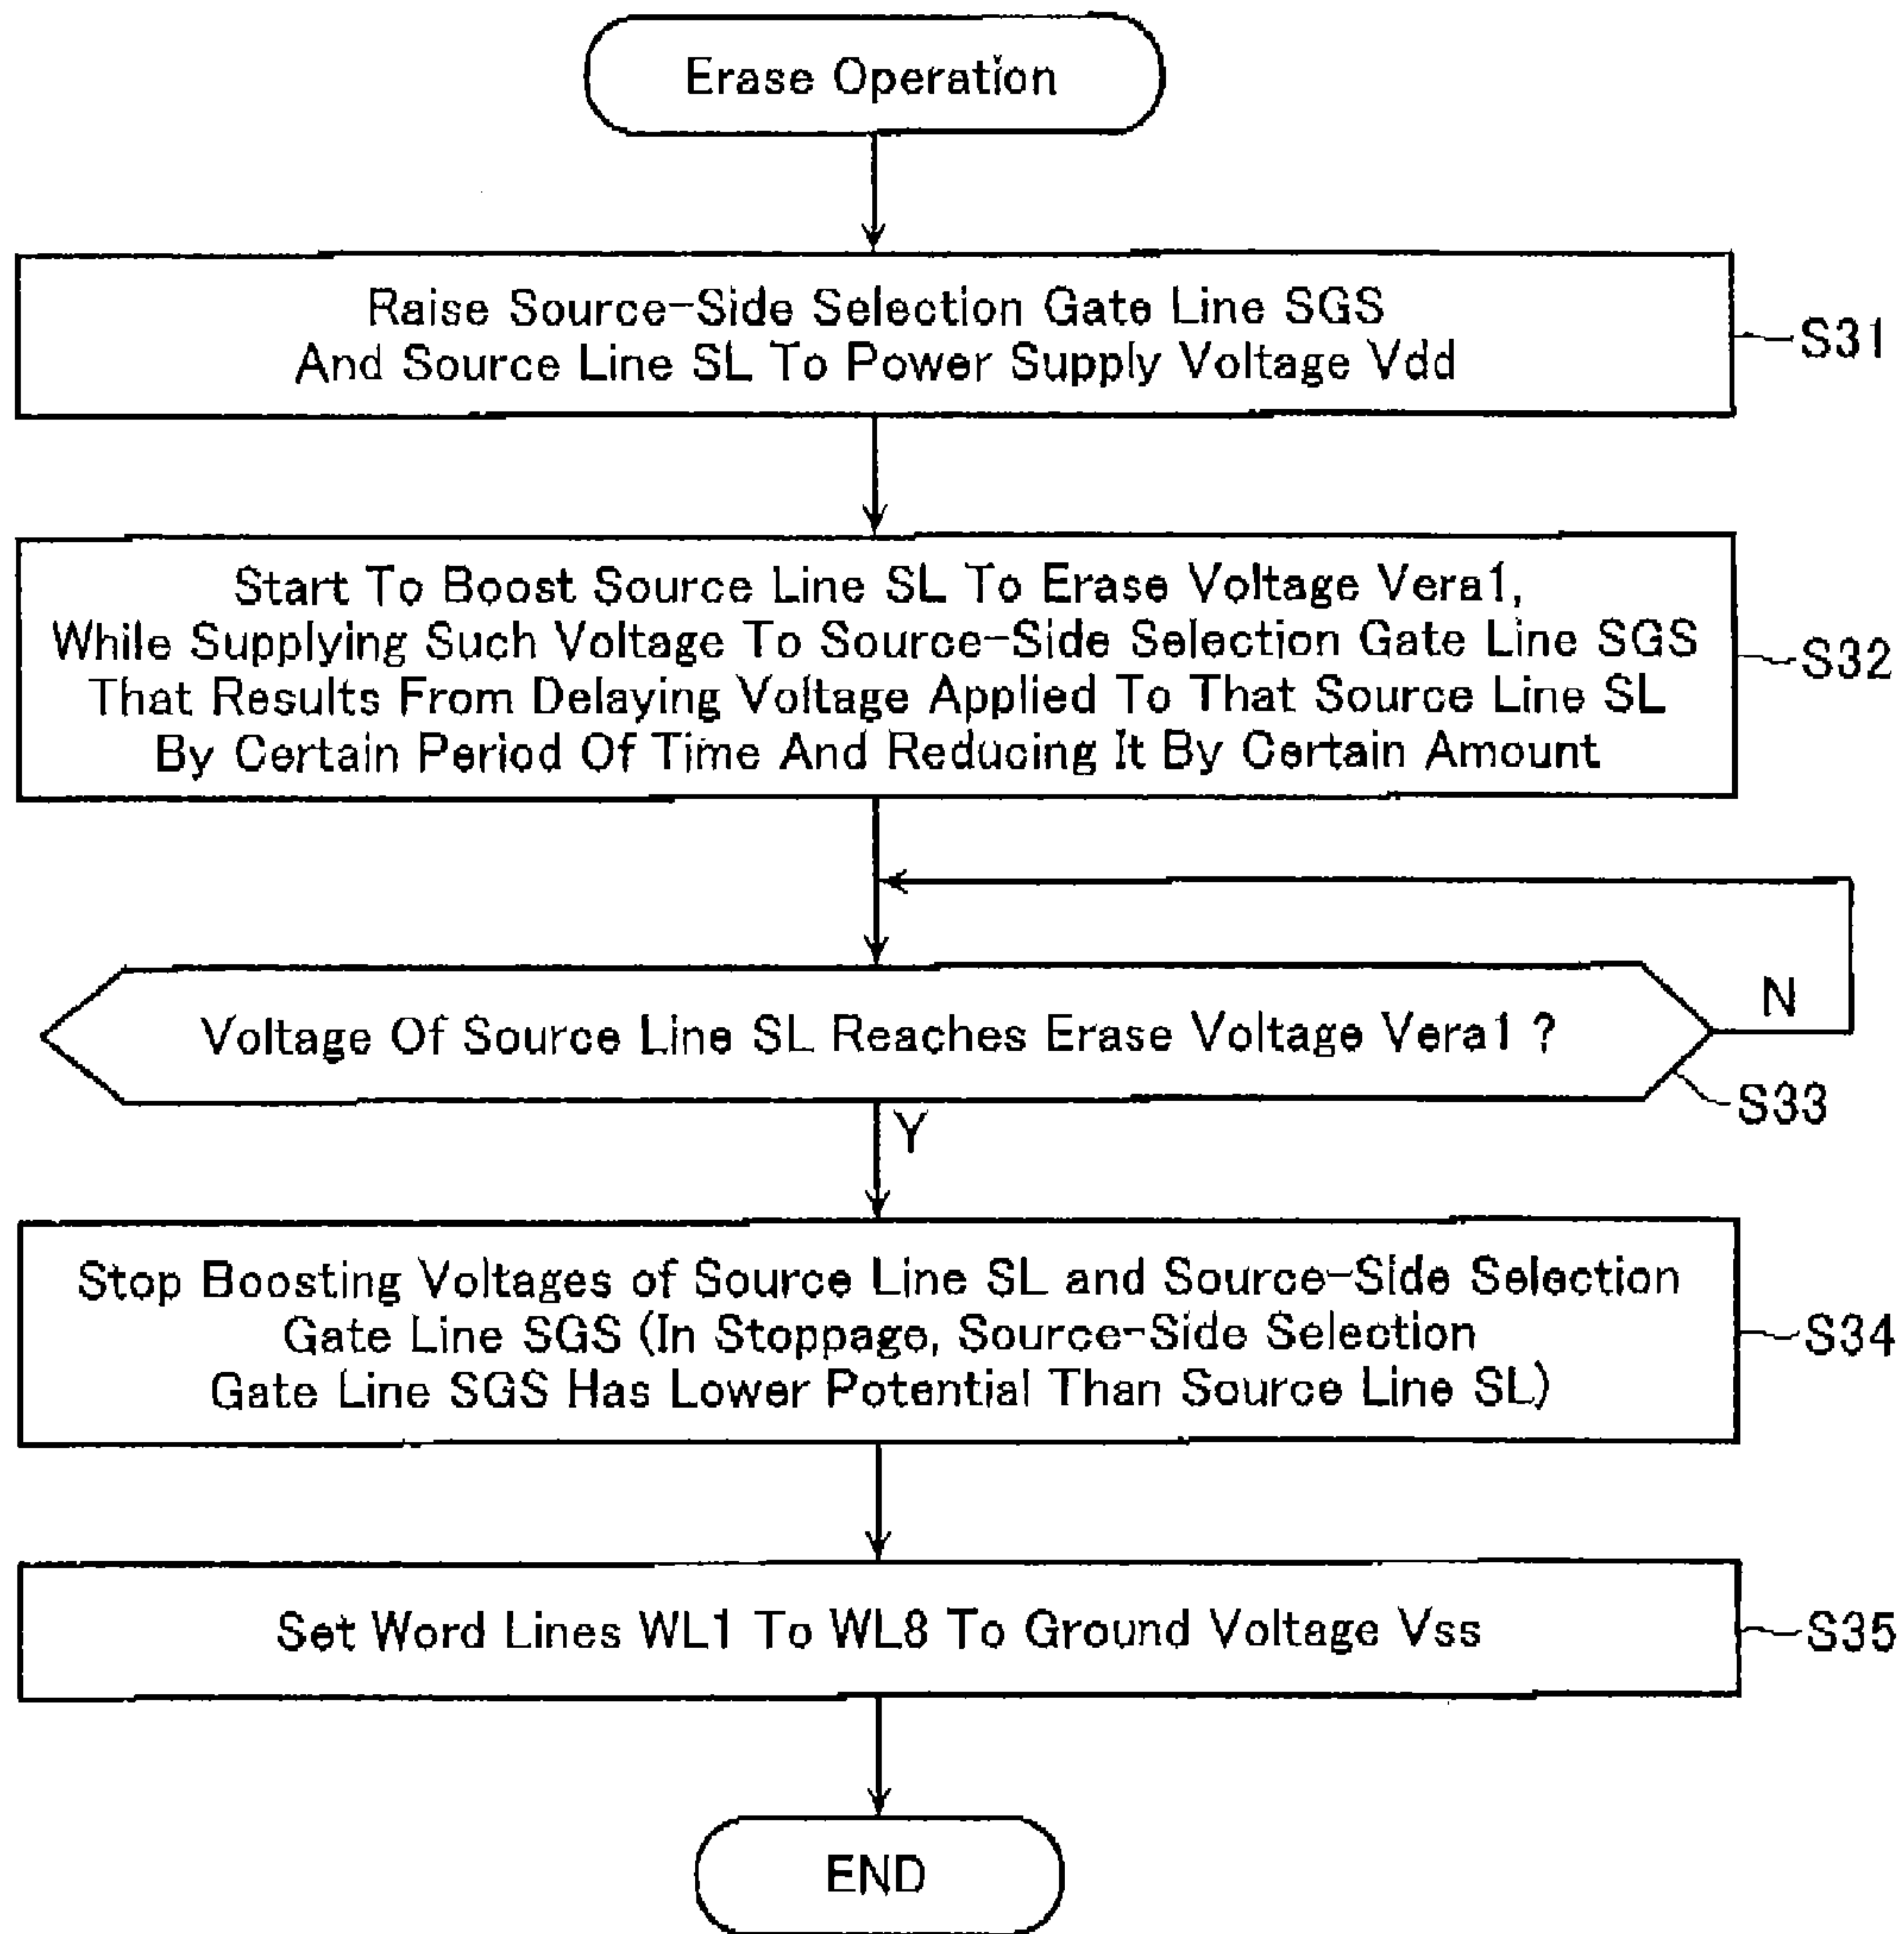 Erase Operation
Raise Source-Side Selection Gate Line SGS
And Source Line SL To Power Supply Voltage Vdd
S31
Start To Boost Source Line SL To Erase Voltage Vera1,
While Supplying Such Voltage To Source-Side Selection Gate Line SGS
That Results From Delaying Voltage Applied To That Source Line SL
By Certain Period Of Time And Reducing It By Certain Amount
S32
N
Voltage Of Source Line SL Reaches Erase Voltage Vera1 ?
S33
Y
Stop Boosting Voltages of Source Line SL and Source-Side Selection
Gate Line SGS (In Stoppage, Source-Side Selection
Gate Line SGS Has Lower Potential Than Source Line SL)
S34
Set Word Lines WL1 To WL8 To Ground Voltage Vss
S35
END